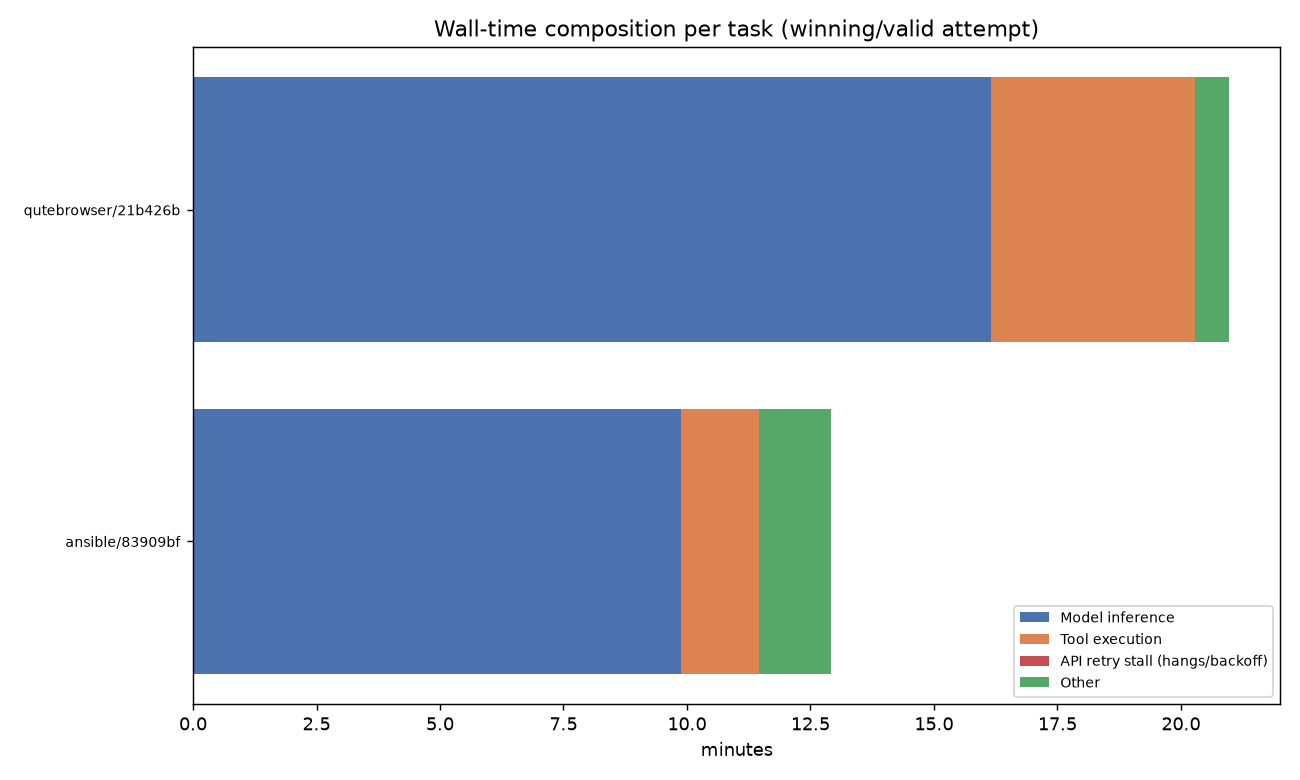 Wall-time composition per task (winning/valid attempt)
qutebrowser/21b426b
ansible/83909bf
Model inference
Tool execution
API retry stall (hangs/backoff)
Other
0.0 2.5 5.0 7.5 10.0 12.5 15.0 17.5 20.0
minutes